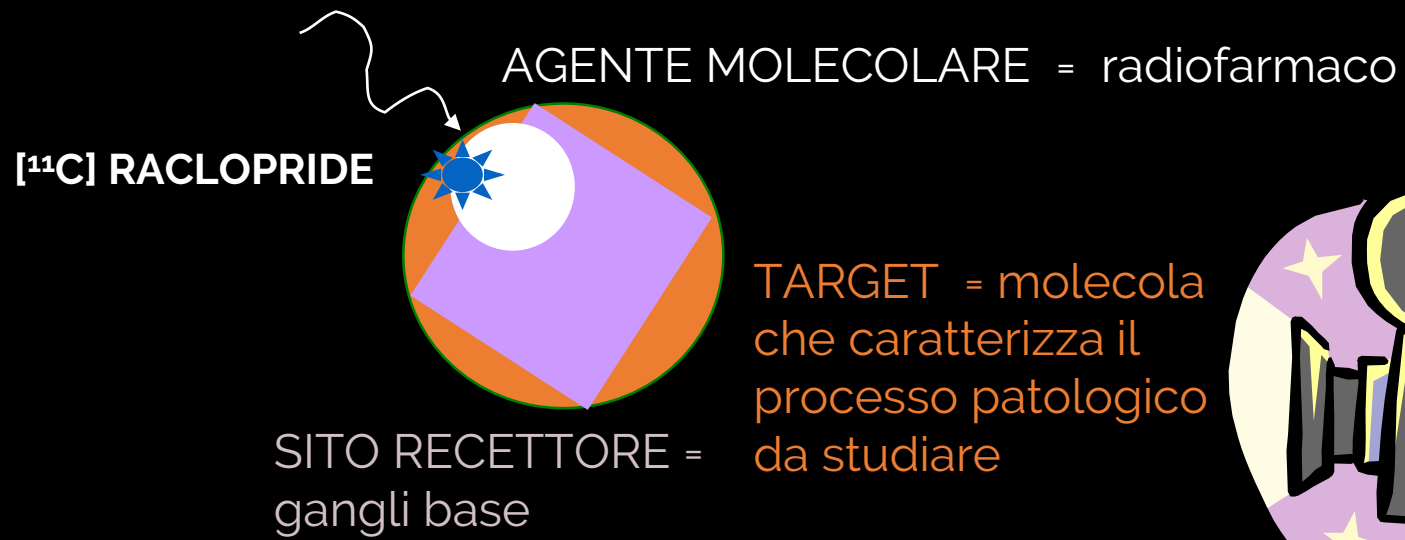 AGENTE MOLECOLARE = radiofarmaco
[¹¹C] RACLOPRIDE
TARGET = molecola
che caratterizza il
processo patologico
da studiare
SITO RECETTORE =
gangli base